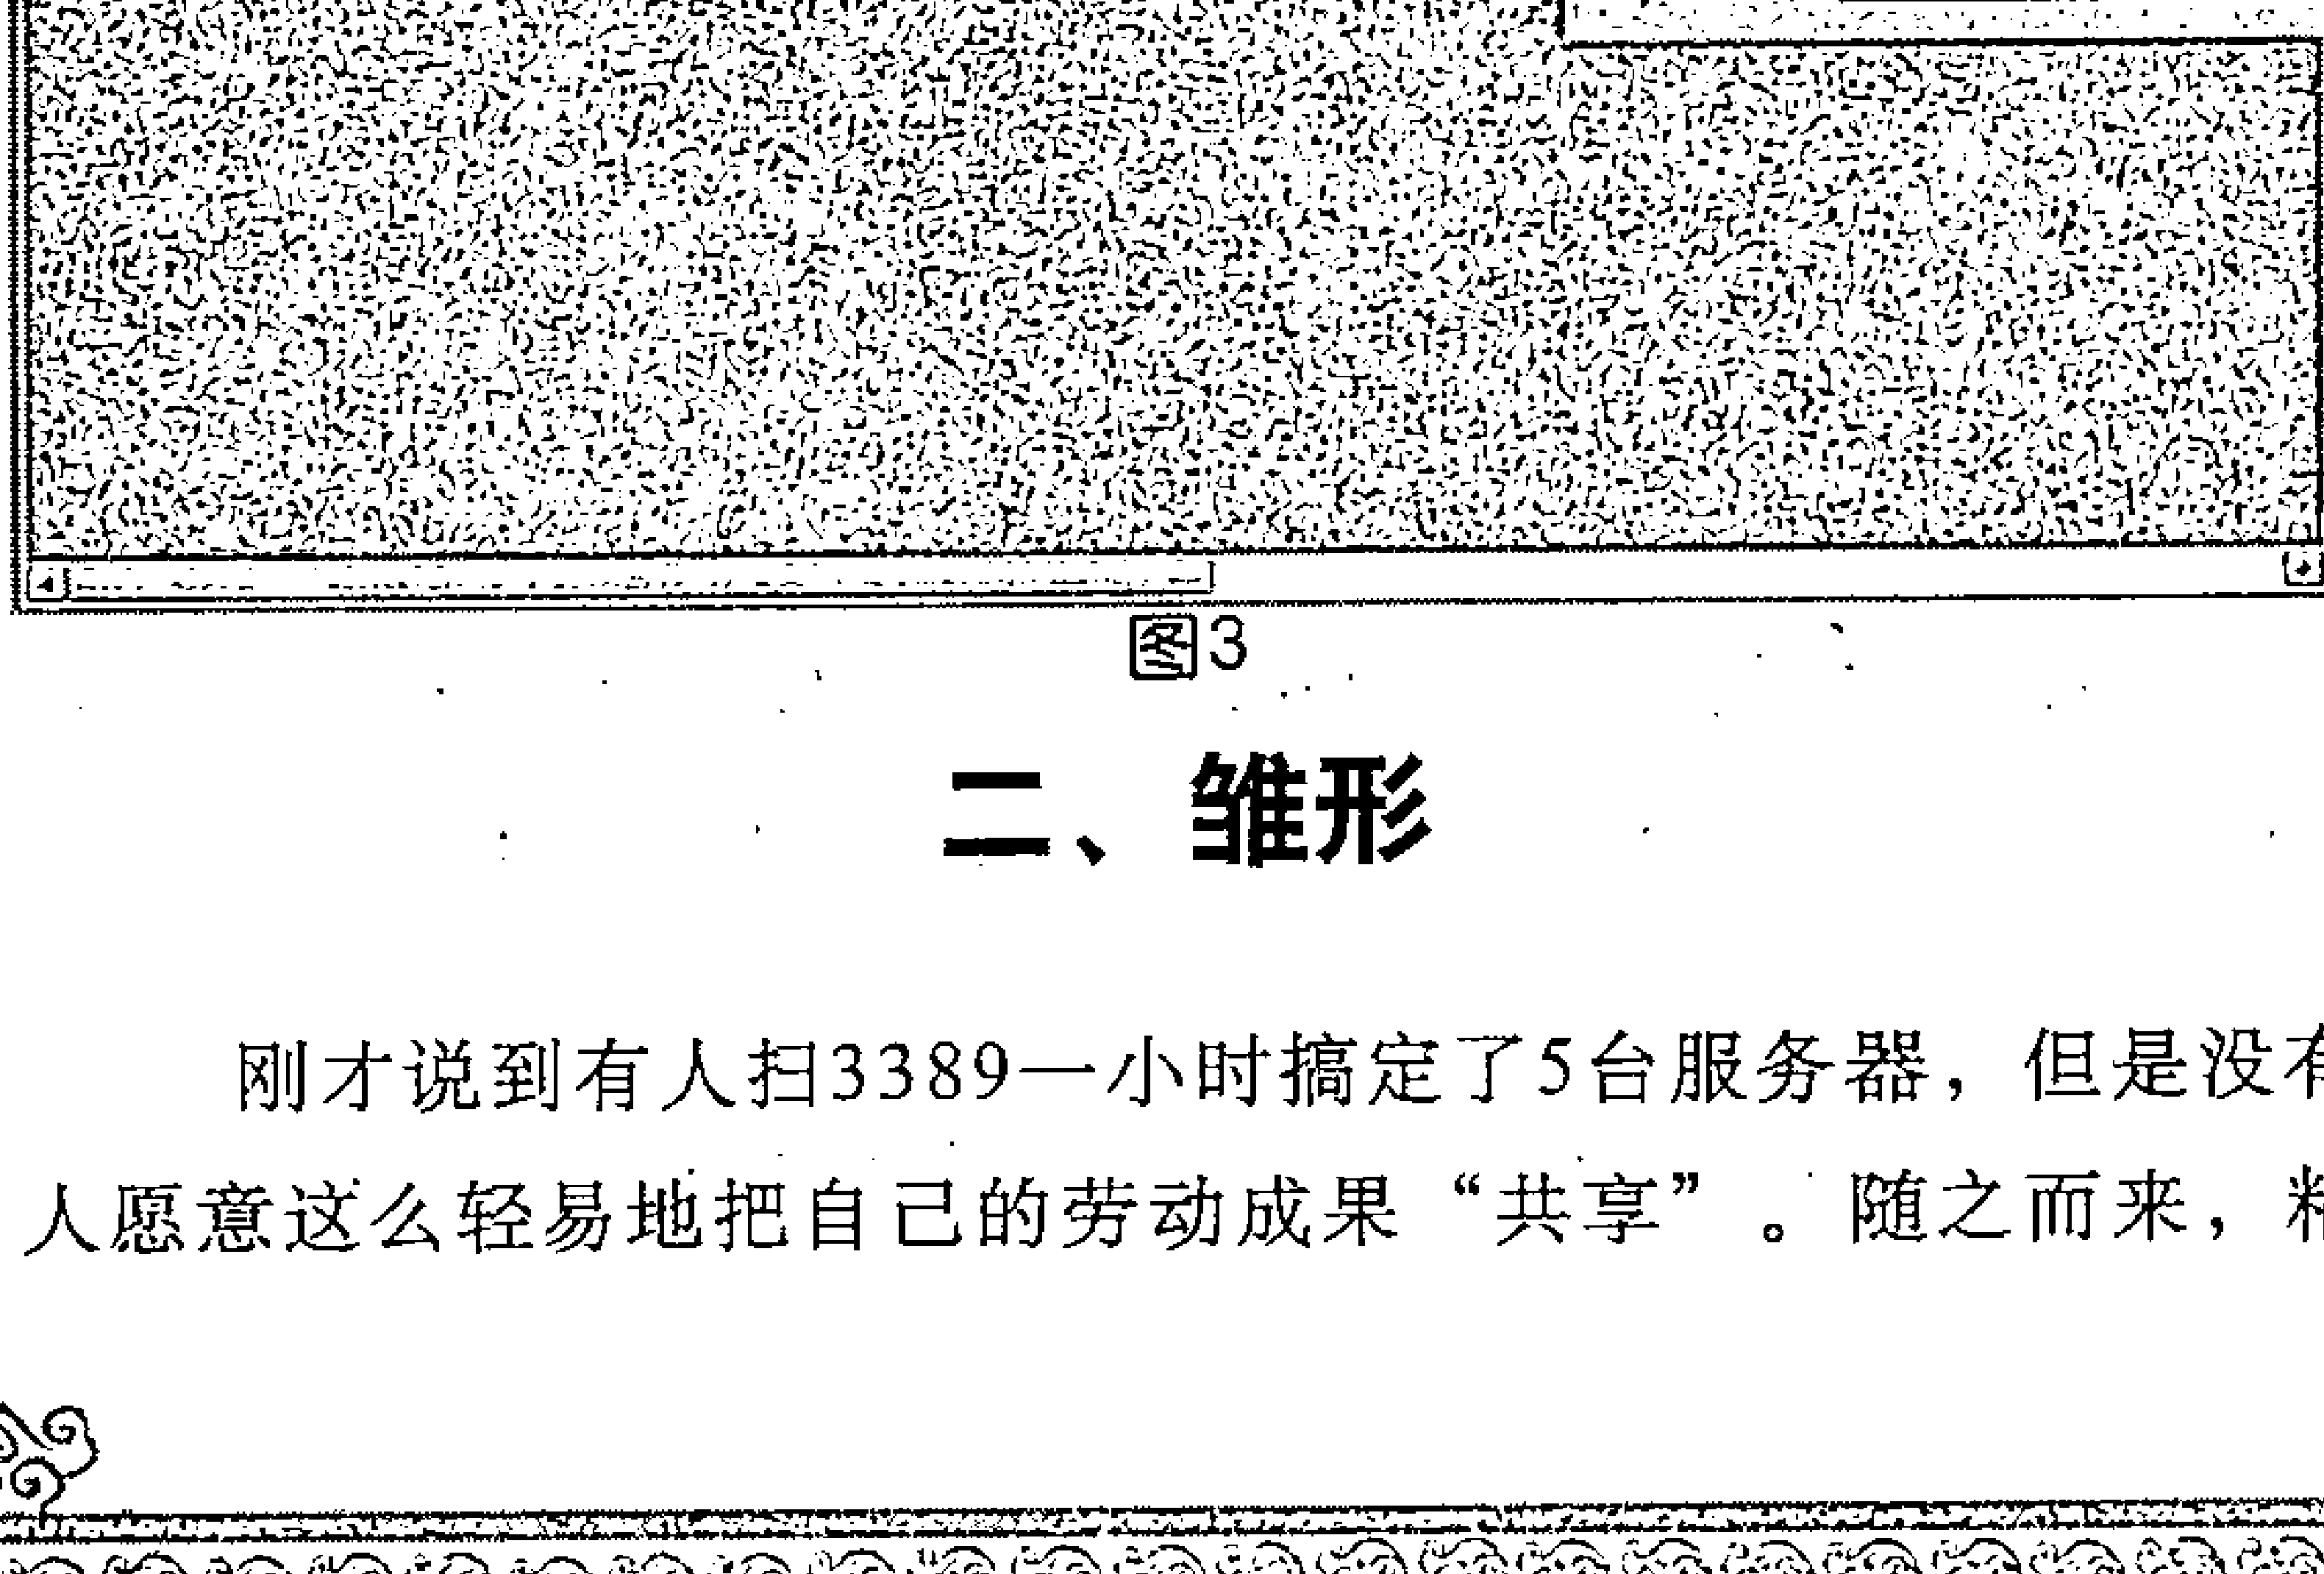 图3
二、雏形
刚才说到有人扫3389一小时搞定了5台服务器，但是没有
人愿意这么轻易地把自己的劳动成果“共享”。随之而来，